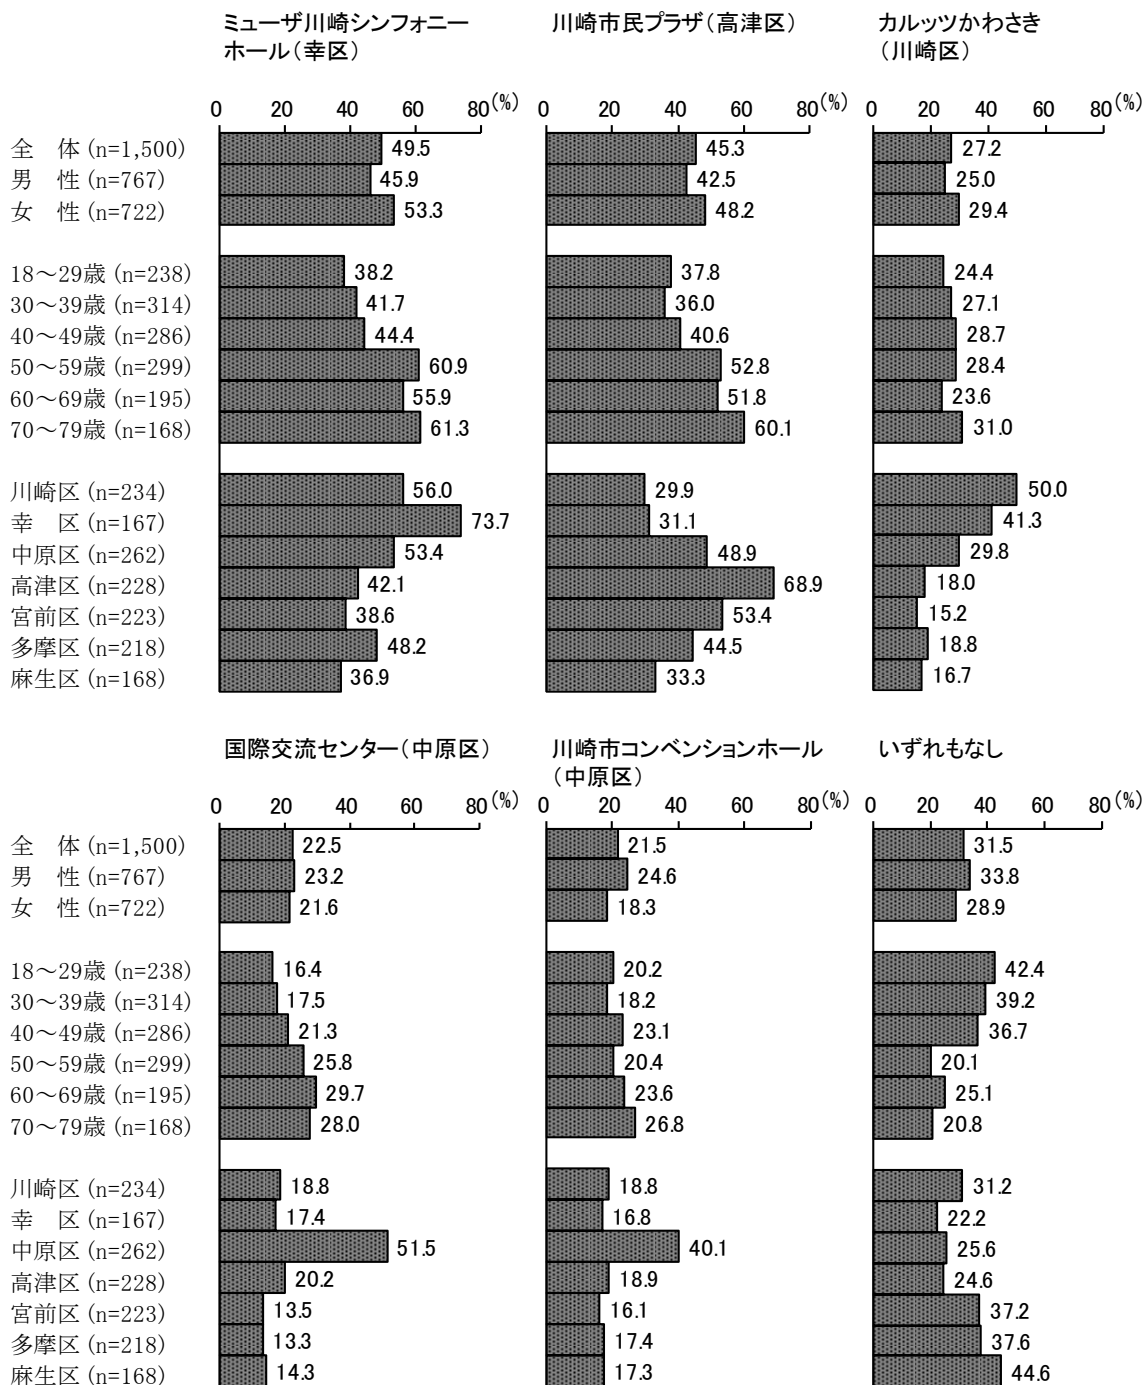 ミューザ川崎シンフォニー
ホール(幸区)
川崎市民プラザ(高津区)
カルッツかわさき
(川崎区)
0 20 40 60 80 (%) 0 20 40 60 80 (%) 0 20 40 60 80 (%)
全 体 (n=1,500) 49.5 45.3 27.2
男 性 (n=767) 45.9 42.5 25.0
女 性 (n=722) 53.3 48.2 29.4
18～29歳 (n=238) 38.2 37.8 24.4
30～39歳 (n=314) 41.7 36.0 27.1
40～49歳 (n=286) 44.4 40.6 28.7
50～59歳 (n=299) 60.9 52.8 28.4
60～69歳 (n=195) 55.9 51.8 23.6
70～79歳 (n=168) 61.3 60.1 31.0
川崎区 (n=234) 56.0 29.9 50.0
幸 区 (n=167) 73.7 31.1 41.3
中原区 (n=262) 53.4 48.9 29.8
高津区 (n=228) 42.1 68.9 18.0
宮前区 (n=223) 38.6 53.4 15.2
多摩区 (n=218) 48.2 44.5 18.8
麻生区 (n=168) 36.9 33.3 16.7
国際交流センター(中原区)
川崎市コンベンションホール
(中原区)
いずれもなし
0 20 40 60 80 (%) 0 20 40 60 80 (%) 0 20 40 60 80 (%)
全 体 (n=1,500) 22.5 21.5 31.5
男 性 (n=767) 23.2 24.6 33.8
女 性 (n=722) 21.6 18.3 28.9
18～29歳 (n=238) 16.4 20.2 42.4
30～39歳 (n=314) 17.5 18.2 39.2
40～49歳 (n=286) 21.3 23.1 36.7
50～59歳 (n=299) 25.8 20.4 20.1
60～69歳 (n=195) 29.7 23.6 25.1
70～79歳 (n=168) 28.0 26.8 20.8
川崎区 (n=234) 18.8 18.8 31.2
幸 区 (n=167) 17.4 16.8 22.2
中原区 (n=262) 51.5 40.1 25.6
高津区 (n=228) 20.2 18.9 24.6
宮前区 (n=223) 13.5 16.1 37.2
多摩区 (n=218) 13.3 17.4 37.6
麻生区 (n=168) 14.3 17.3 44.6